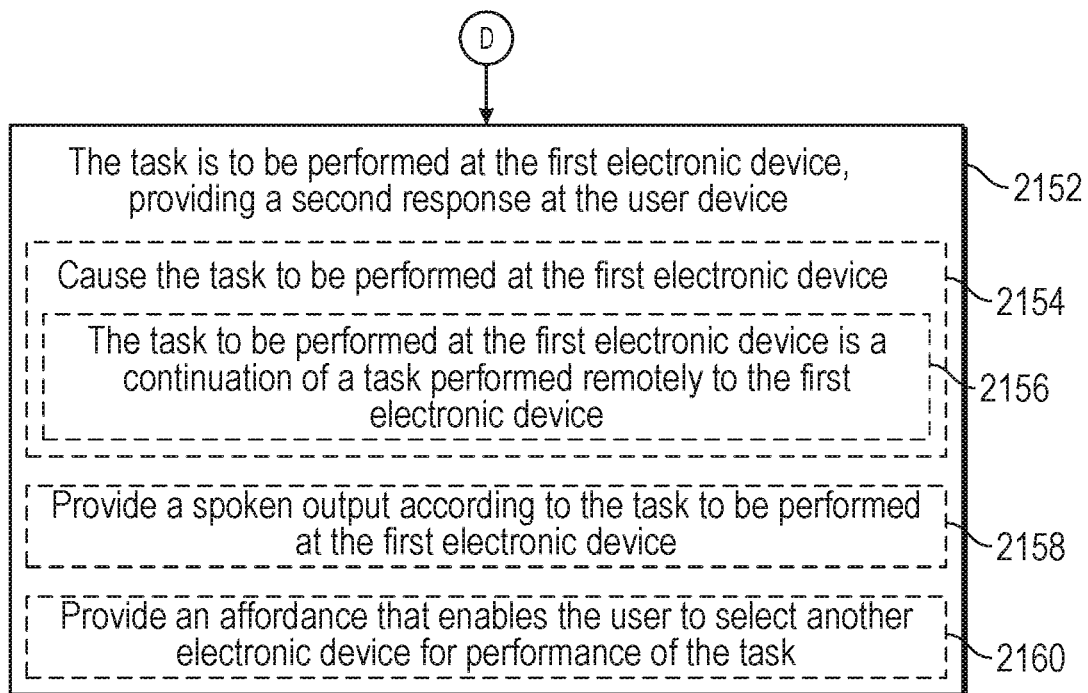 D
The task is to be performed at the first electronic device,
providing a second response at the user device
2152
Cause the task to be performed at the first electronic device
2154
The task to be performed at the first electronic device is a
continuation of a task performed remotely to the first
electronic device
2156
Provide a spoken output according to the task to be performed
at the first electronic device
2158
Provide an affordance that enables the user to select another
electronic device for performance of the task
2160